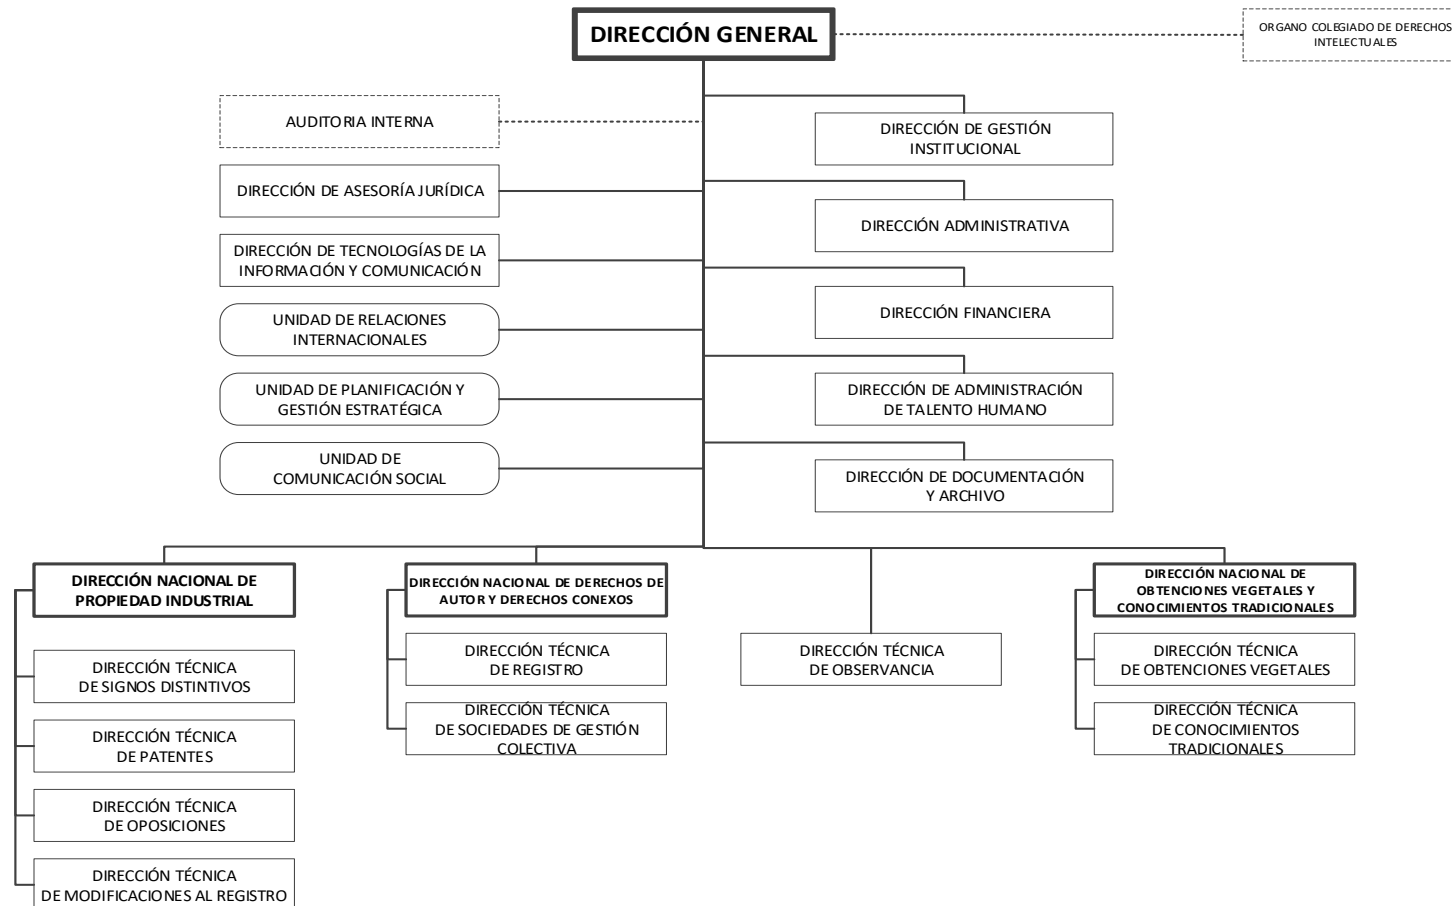 DIRECCIÓN GENERAL
ORGANO COLEGIADO DE DERECHOS
INTELECTUALES
AUDITORIA INTERNA
DIRECCIÓN DE ASESORÍA JURÍDICA
DIRECCIÓN DE TECNOLOGÍAS DE LA
INFORMACIÓN Y COMUNICACIÓN
UNIDAD DE RELACIONES
INTERNACIONALES
UNIDAD DE PLANIFICACIÓN Y
GESTIÓN ESTRATÉGICA
UNIDAD DE
COMUNICACIÓN SOCIAL
DIRECCIÓN DE GESTIÓN
INSTITUCIONAL
DIRECCIÓN ADMINISTRATIVA
DIRECCIÓN FINANCIERA
DIRECCIÓN DE ADMINISTRACIÓN
DE TALENTO HUMANO
DIRECCIÓN DE DOCUMENTACIÓN
Y ARCHIVO
DIRECCIÓN NACIONAL DE
PROPIEDAD INDUSTRIAL
DIRECCIÓN TÉCNICA
DE SIGNOS DISTINTIVOS
DIRECCIÓN TÉCNICA
DE PATENTES
DIRECCIÓN TÉCNICA
DE OPOSICIONES
DIRECCIÓN TÉCNICA
DE MODIFICACIONES AL REGISTRO
DIRECCIÓN NACIONAL DE DERECHOS DE
AUTOR Y DERECHOS CONEXOS
DIRECCIÓN TÉCNICA
DE REGISTRO
DIRECCIÓN TÉCNICA
DE SOCIEDADES DE GESTIÓN
COLECTIVA
DIRECCIÓN TÉCNICA
DE OBSERVANCIA
DIRECCIÓN NACIONAL DE
OBTENCIONES VEGETALES Y
CONOCIMIENTOS TRADICIONALES
DIRECCIÓN TÉCNICA
DE OBTENCIONES VEGETALES
DIRECCIÓN TÉCNICA
DE CONOCIMIENTOS
TRADICIONALES